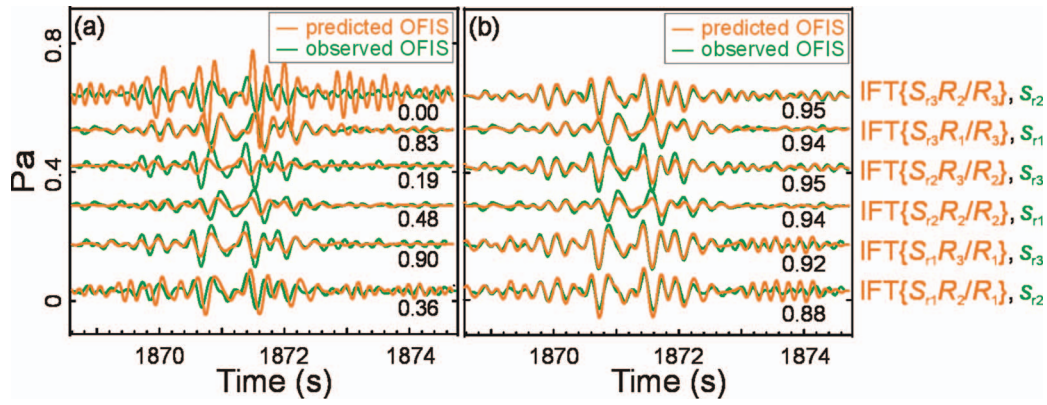 (a)
predicted OFIS
observed OFIS
0.8
0.4
0
Pa
0.00
0.83
0.19
0.48
0.90
0.36
1870 1872 1874
Time (s)
(b)
predicted OFIS
observed OFIS
0.95
0.94
0.95
0.94
0.92
0.88
1870 1872 1874
Time (s)
IFT{Sr3R2/R3}, sr2
IFT{Sr3R1/R3}, sr1
IFT{Sr2R3/R2}, sr3
IFT{Sr2R2/R2}, sr1
IFT{Sr1R3/R1}, sr3
IFT{Sr1R2/R1}, sr2